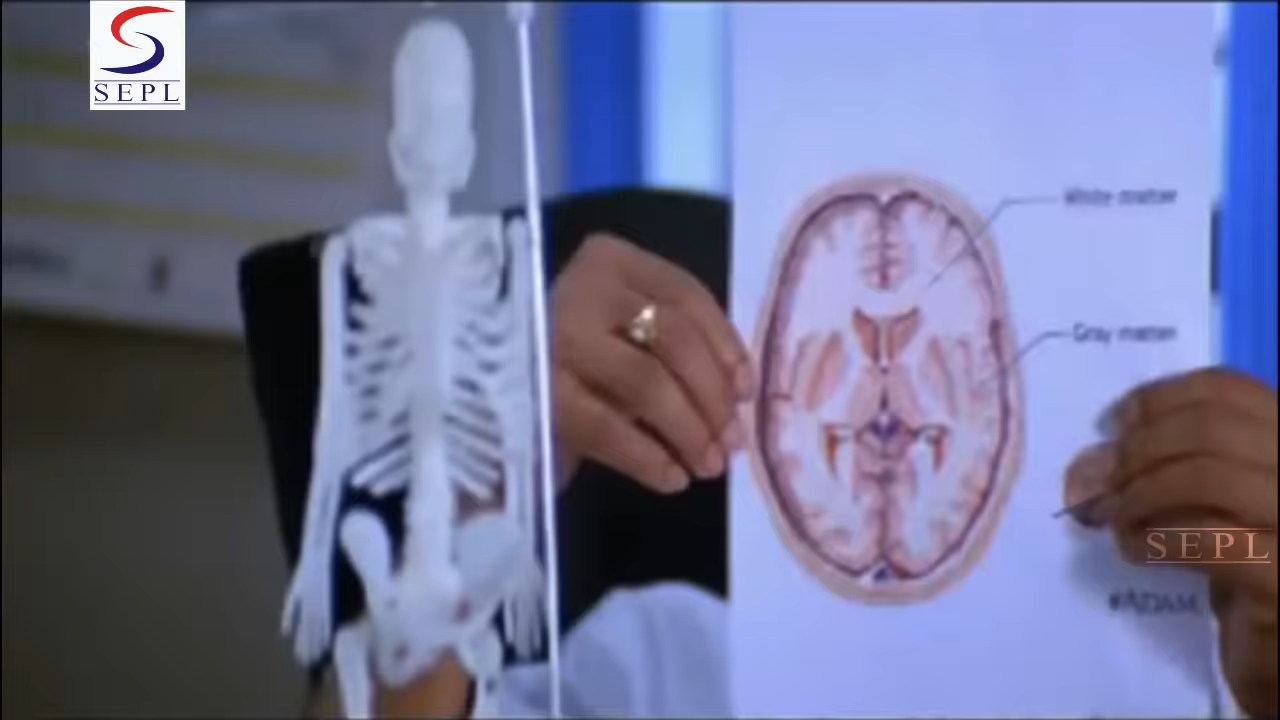 SEPL
White matter
Gray matter
SEPL
*ADAM